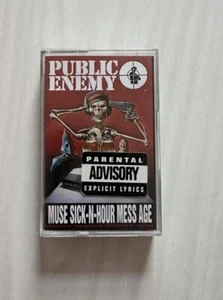 PUBLIC
ENEMY
PARENTAL
ADVISORY
EXPLICIT LYRICS
MUSE SICK-N-HOUR MESS AGE